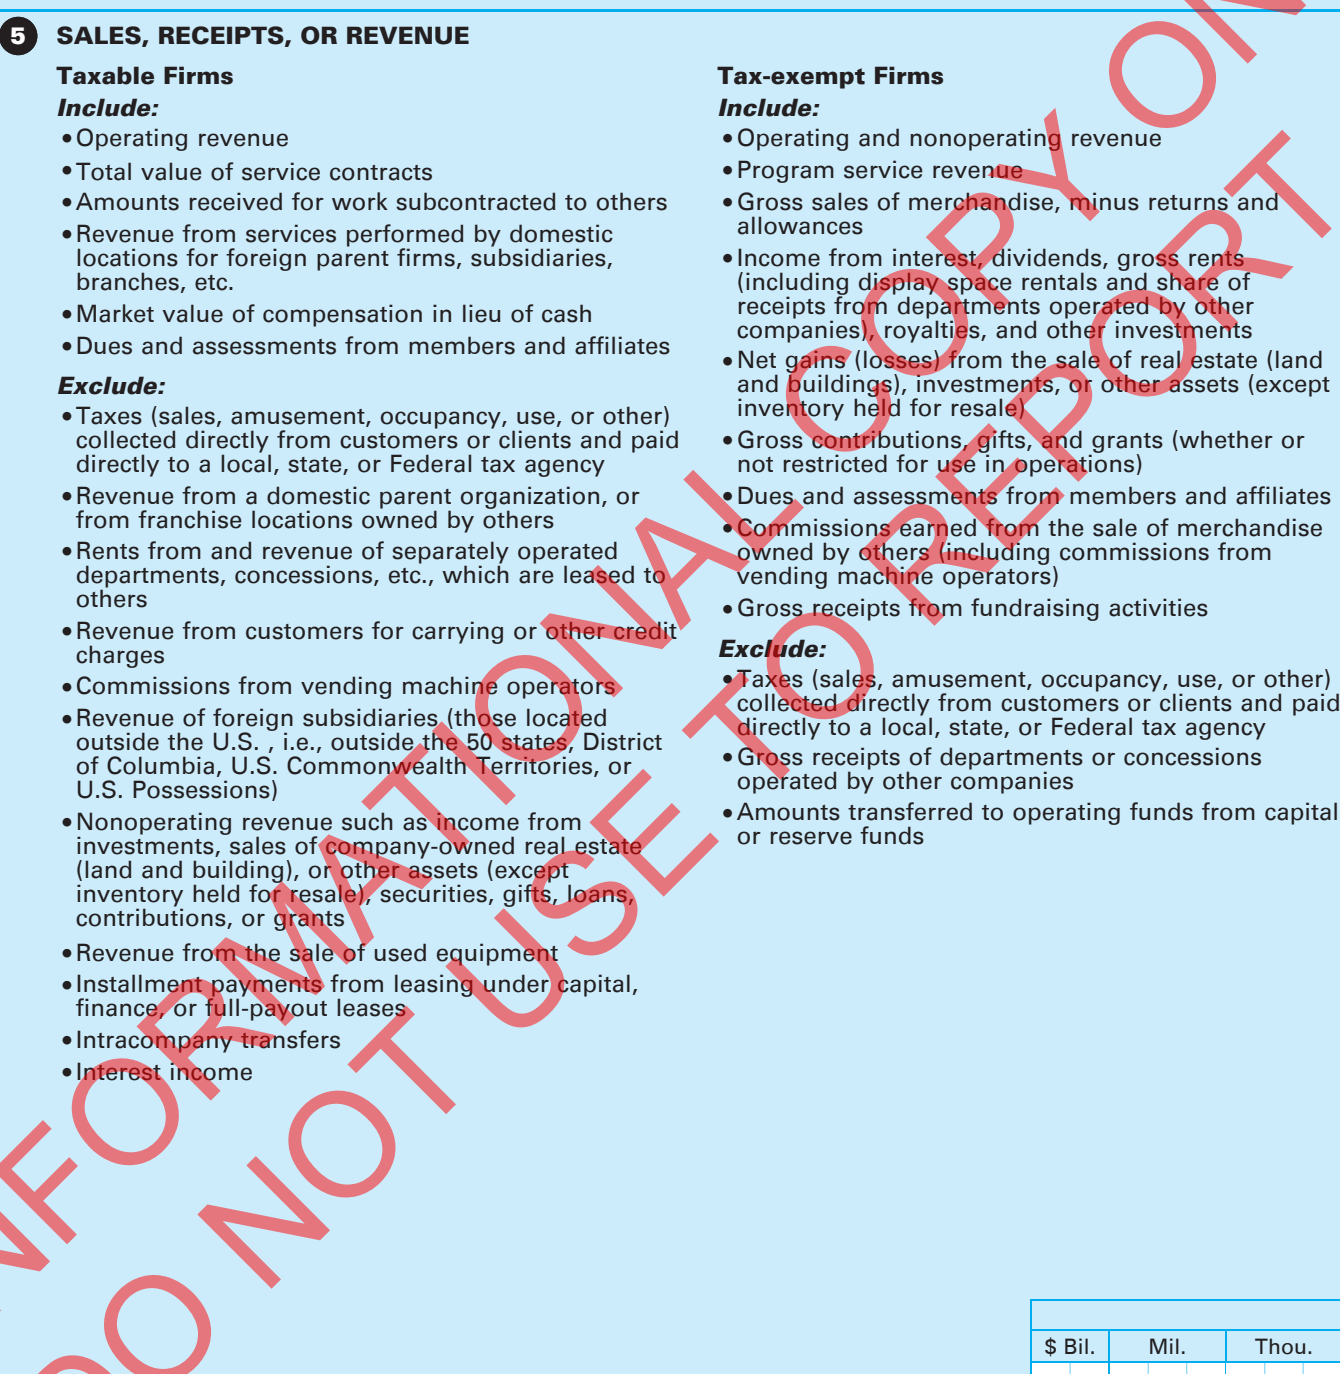 5 SALES, RECEIPTS, OR REVENUE
Taxable Firms
Include:
• Operating revenue
• Total value of service contracts
• Amounts received for work subcontracted to others
• Revenue from services performed by domestic
locations for foreign parent firms, subsidiaries,
branches, etc.
• Market value of compensation in lieu of cash
• Dues and assessments from members and affiliates
Exclude:
• Taxes (sales, amusement, occupancy, use, or other)
collected directly from customers or clients and paid
directly to a local, state, or Federal tax agency
• Revenue from a domestic parent organization, or
from franchise locations owned by others
• Rents from and revenue of separately operated
departments, concessions, etc., which are leased to
others
• Revenue from customers for carrying or other credit
charges
• Commissions from vending machine operators
• Revenue of foreign subsidiaries (those located
outside the U.S. , i.e., outside the 50 states, District
of Columbia, U.S. Commonwealth Territories, or
U.S. Possessions)
• Nonoperating revenue such as income from
investments, sales of company-owned real estate
(land and building), or other assets (except
inventory held for resale), securities, gifts, loans,
contributions, or grants
• Revenue from the sale of used equipment
• Installment payments from leasing under capital,
finance, or full-payout leases
• Intracompany transfers
• Interest income
Tax-exempt Firms
Include:
• Operating and nonoperating revenue
• Program service revenue
• Gross sales of merchandise, minus returns and
allowances
• Income from interest, dividends, gross rents
(including display space rentals and share of
receipts from departments operated by other
companies), royalties, and other investments
• Net gains (losses) from the sale of real estate (land
and buildings), investments, or other assets (except
inventory held for resale)
• Gross contributions, gifts, and grants (whether or
not restricted for use in operations)
• Dues and assessments from members and affiliates
• Commissions earned from the sale of merchandise
owned by others (including commissions from
vending machine operators)
• Gross receipts from fundraising activities
Exclude:
• Taxes (sales, amusement, occupancy, use, or other)
collected directly from customers or clients and paid
directly to a local, state, or Federal tax agency
• Gross receipts of departments or concessions
operated by other companies
• Amounts transferred to operating funds from capital
or reserve funds
$ Bil. Mil. Thou.
NFORMATIONAL COPY ON
DO NOT USE TO REPORT